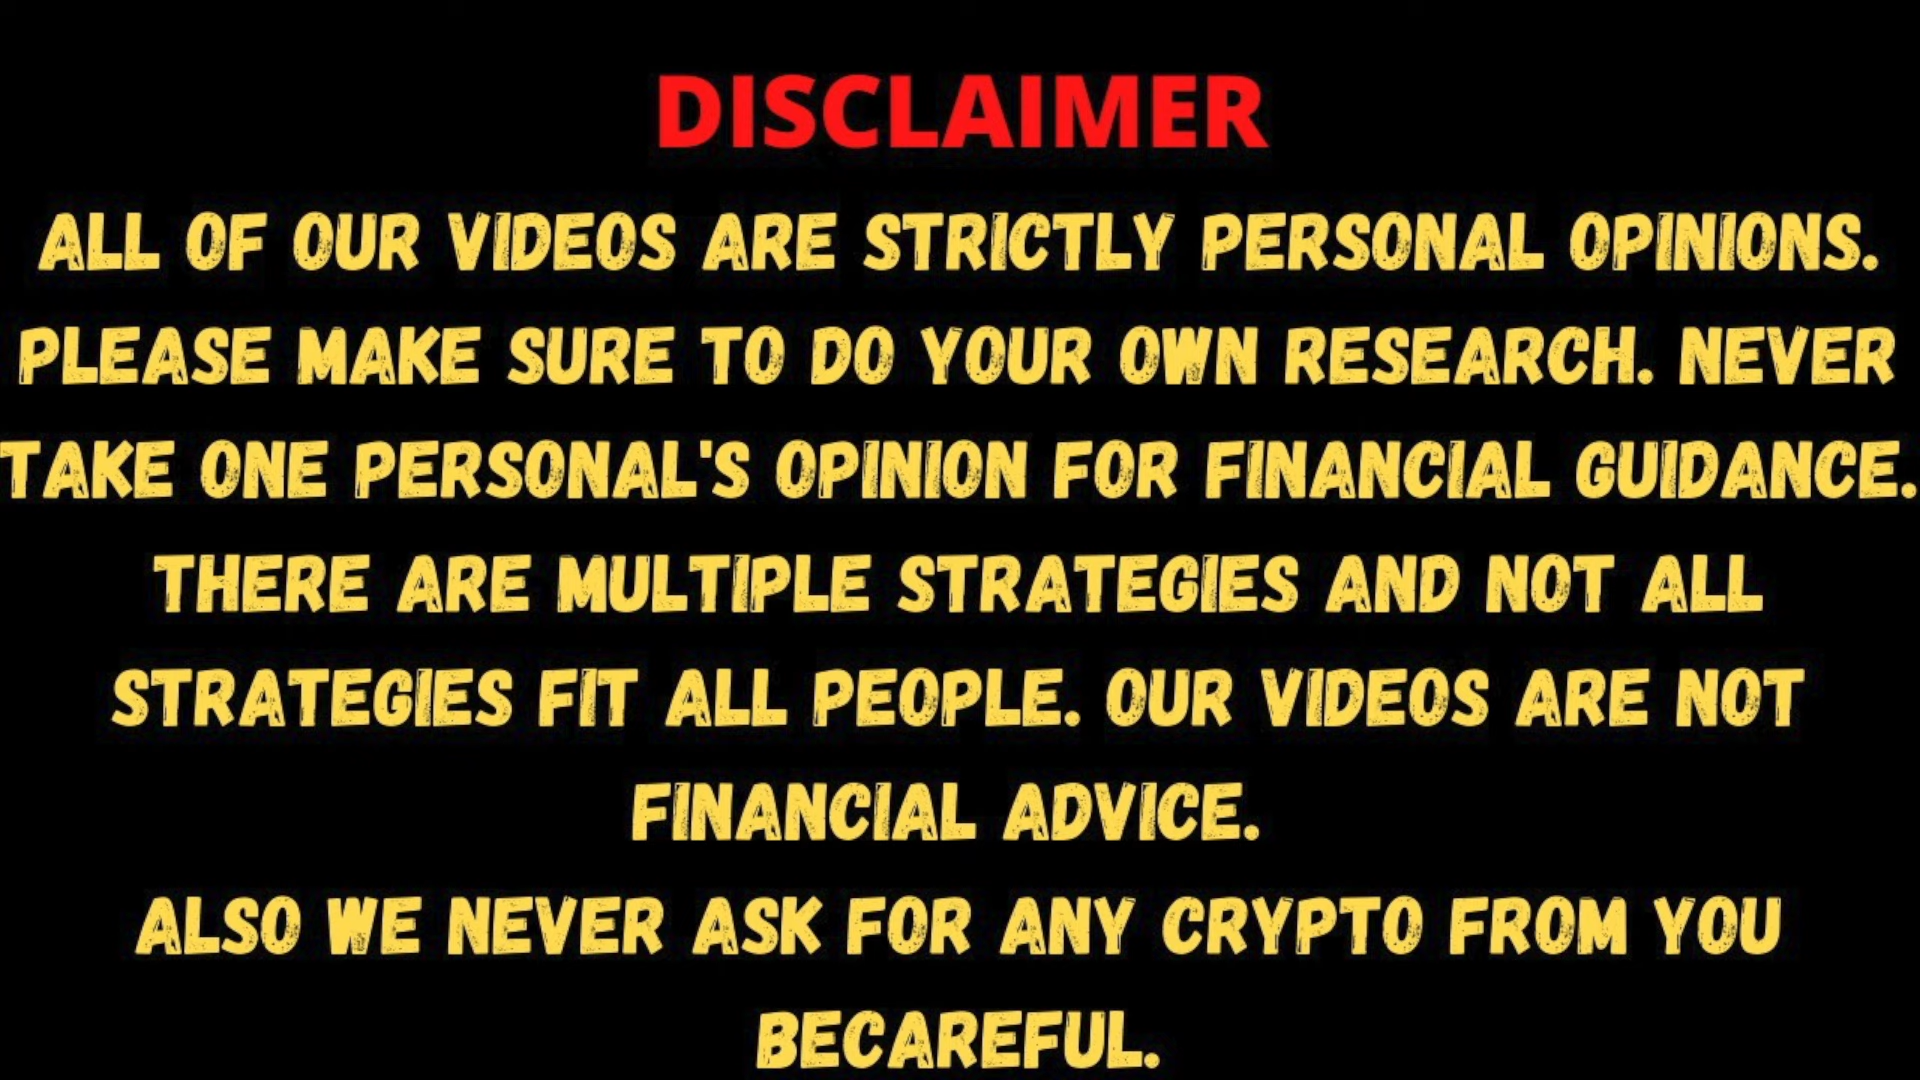 DISCLAIMER
ALL OF OUR VIDEOS ARE STRICTLY PERSONAL OPINIONS.
PLEASE MAKE SURE TO DO YOUR OWN RESEARCH. NEVER
TAKE ONE PERSONAL'S OPINION FOR FINANCIAL GUIDANCE.
THERE ARE MULTIPLE STRATEGIES AND NOT ALL
STRATEGIES FIT ALL PEOPLE. OUR VIDEOS ARE NOT
FINANCIAL ADVICE.
ALSO WE NEVER ASK FOR ANY CRYPTO FROM YOU
BECAREFUL.